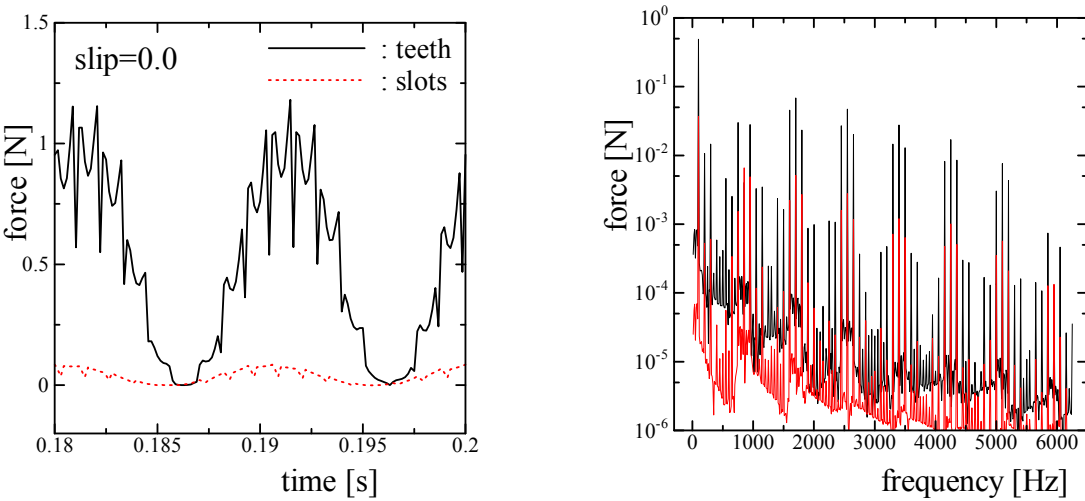 slip=0.0
: teeth
: slots
force [N]
1.5
1
0.5
0
0.18 0.185 0.19 0.195 0.2
time [s]
force [N]
10^0
10^-1
10^-2
10^-3
10^-4
10^-5
10^-6
0 1000 2000 3000 4000 5000 6000
frequency [Hz]